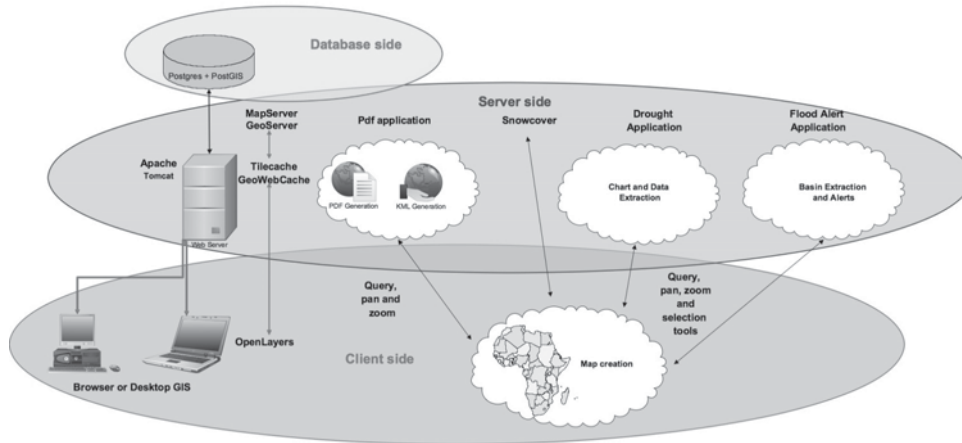 Database side
Postgres + PostGIS
Server side
MapServer
GeoServer
Pdf application
Snowcover
Drought
Application
Flood Alert
Application
Apache
Tomcat
Tilecache
GeoWebCache
PDF Generation
KML Generation
Chart and Data
Extraction
Basin Extraction
and Alerts
Web Server
Query,
pan and
zoom
Query,
pan, zoom
and
selection
tools
OpenLayers
Client side
Map creation
Browser or Desktop GIS